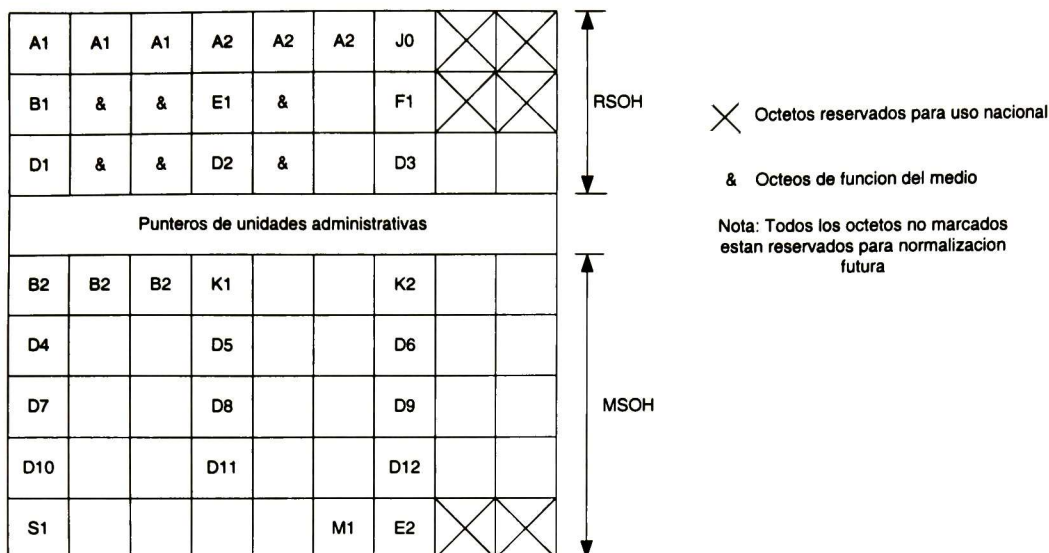 A1 A1 A1 A2 A2 A2 J0
B1 & & E1 & F1
D1 & & D2 & D3
RSOH
Punteros de unidades administrativas
B2 B2 B2 K1 K2
D4 D5 D6
D7 D8 D9
D10 D11 D12
S1 M1 E2
MSOH
Octetos reservados para uso nacional
& Octeos de funcion del medio
Nota: Todos los octetos no marcados
estan reservados para normalizacion
futura